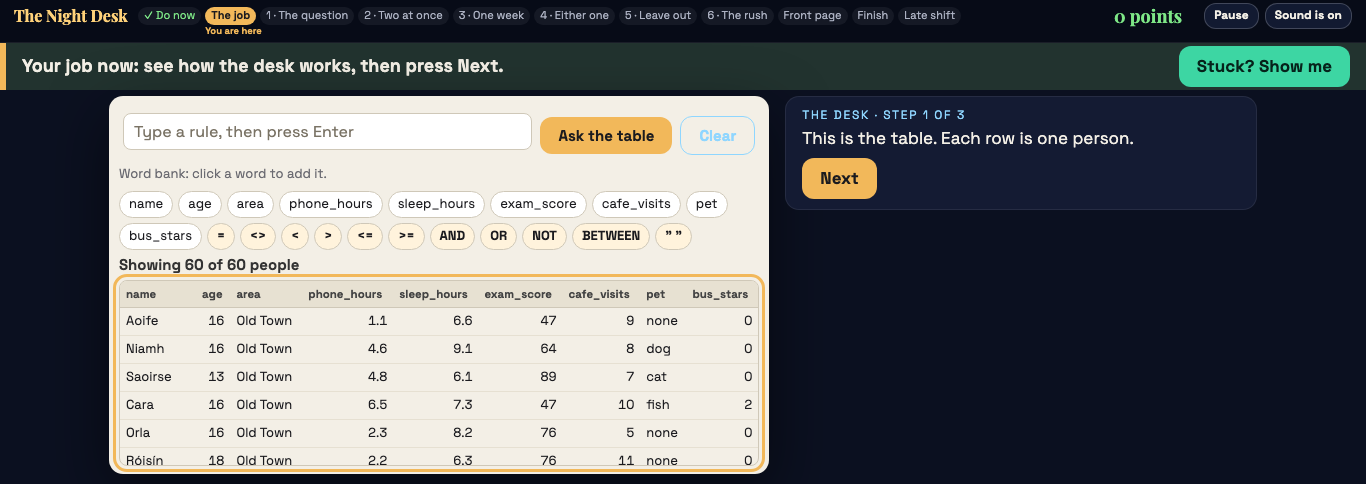 The Night Desk ✓ Do now The job 1 · The question 2 · Two at once 3 · One week 4 · Either one 5 · Leave out 6 · The rush Front page Finish Late shift 0 points Pause Sound is on
You are here
Your job now: see how the desk works, then press Next. Stuck? Show me
Type a rule, then press Enter Ask the table Clear
Word bank: click a word to add it.
name age area phone_hours sleep_hours exam_score cafe_visits pet
bus_stars = <> < > <= >= AND OR NOT BETWEEN " "
Showing 60 of 60 people
name age area phone_hours sleep_hours exam_score cafe_visits pet bus_stars
Aoife 16 Old Town 1.1 6.6 47 9 none 0
Niamh 16 Old Town 4.6 9.1 64 8 dog 0
Saoirse 13 Old Town 4.8 6.1 89 7 cat 0
Cara 16 Old Town 6.5 7.3 47 10 fish 2
Orla 16 Old Town 2.3 8.2 76 5 none 0
Róisín 18 Old Town 2.2 6.3 76 11 none 0
THE DESK · STEP 1 OF 3
This is the table. Each row is one person.
Next